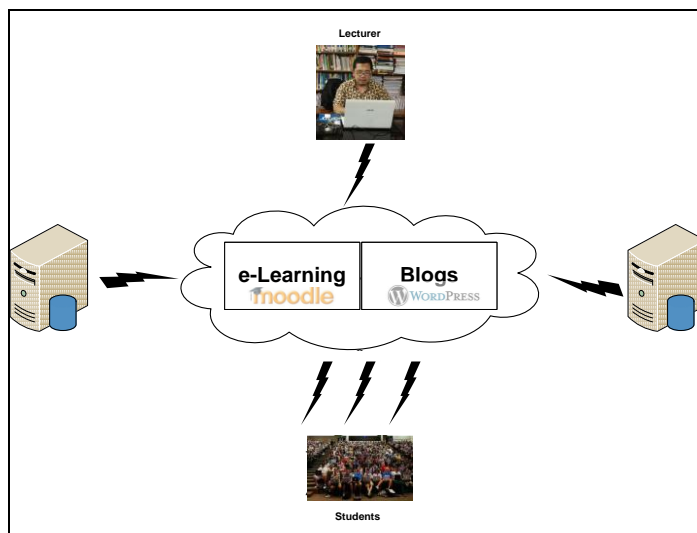 Lecturer
e-Learning
moodle
Blogs
WORDPRESS
Students